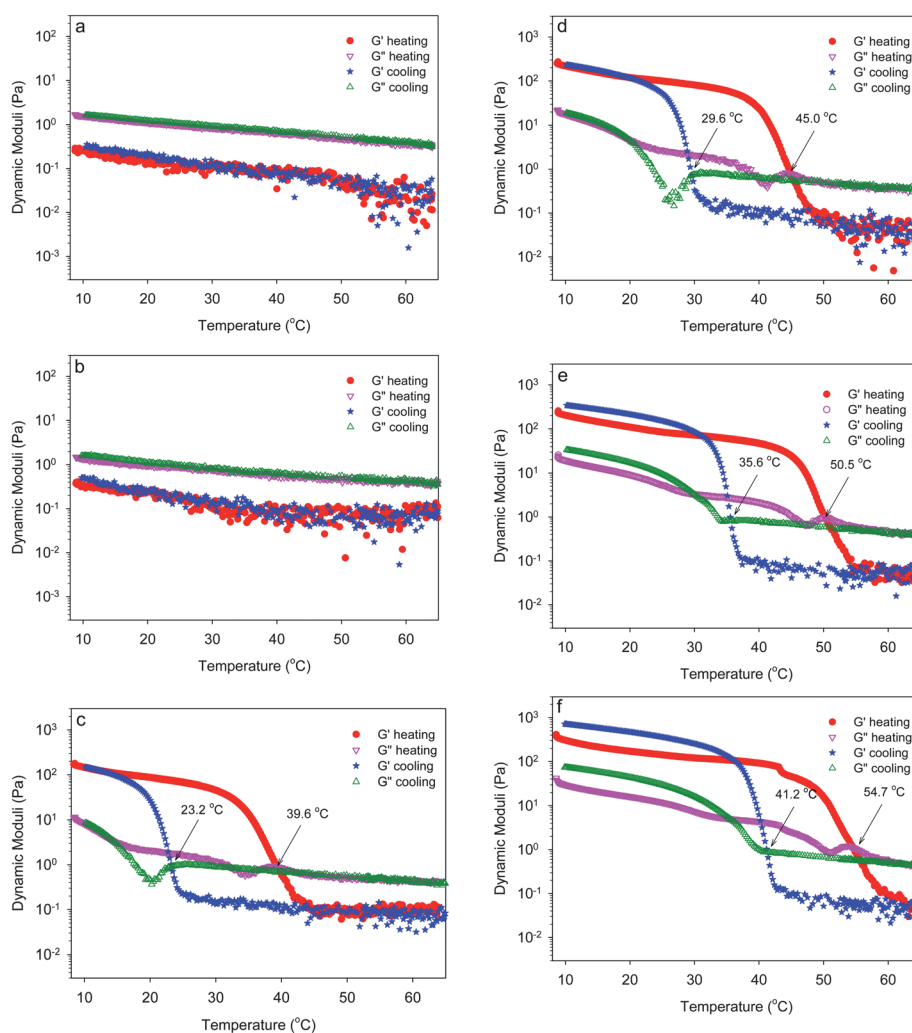 a
G' heating
G" heating
G' cooling
G" cooling
Dynamic Moduli (Pa)
10²
10¹
10⁰
10⁻¹
10⁻²
10⁻³
10 20 30 40 50 60
Temperature (°C)
b
G' heating
G" heating
G' cooling
G" cooling
Dynamic Moduli (Pa)
10²
10¹
10⁰
10⁻¹
10⁻²
10⁻³
10 20 30 40 50 60
Temperature (°C)
c
G' heating
G" heating
G' cooling
G" cooling
23.2 °C
39.6 °C
Dynamic Moduli (Pa)
10³
10²
10¹
10⁰
10⁻¹
10⁻²
10 20 30 40 50 60
Temperature (°C)
d
G' heating
G" heating
G' cooling
G" cooling
29.6 °C
45.0 °C
Dynamic Moduli (Pa)
10³
10²
10¹
10⁰
10⁻¹
10⁻²
10 20 30 40 50 60
Temperature (°C)
e
G' heating
G" heating
G' cooling
G" cooling
35.6 °C
50.5 °C
Dynamic Moduli (Pa)
10³
10²
10¹
10⁰
10⁻¹
10⁻²
10 20 30 40 50 60
Temperature (°C)
f
G' heating
G" heating
G' cooling
G" cooling
41.2 °C
54.7 °C
Dynamic Moduli (Pa)
10³
10²
10¹
10⁰
10⁻¹
10⁻²
10 20 30 40 50 60
Temperature (°C)